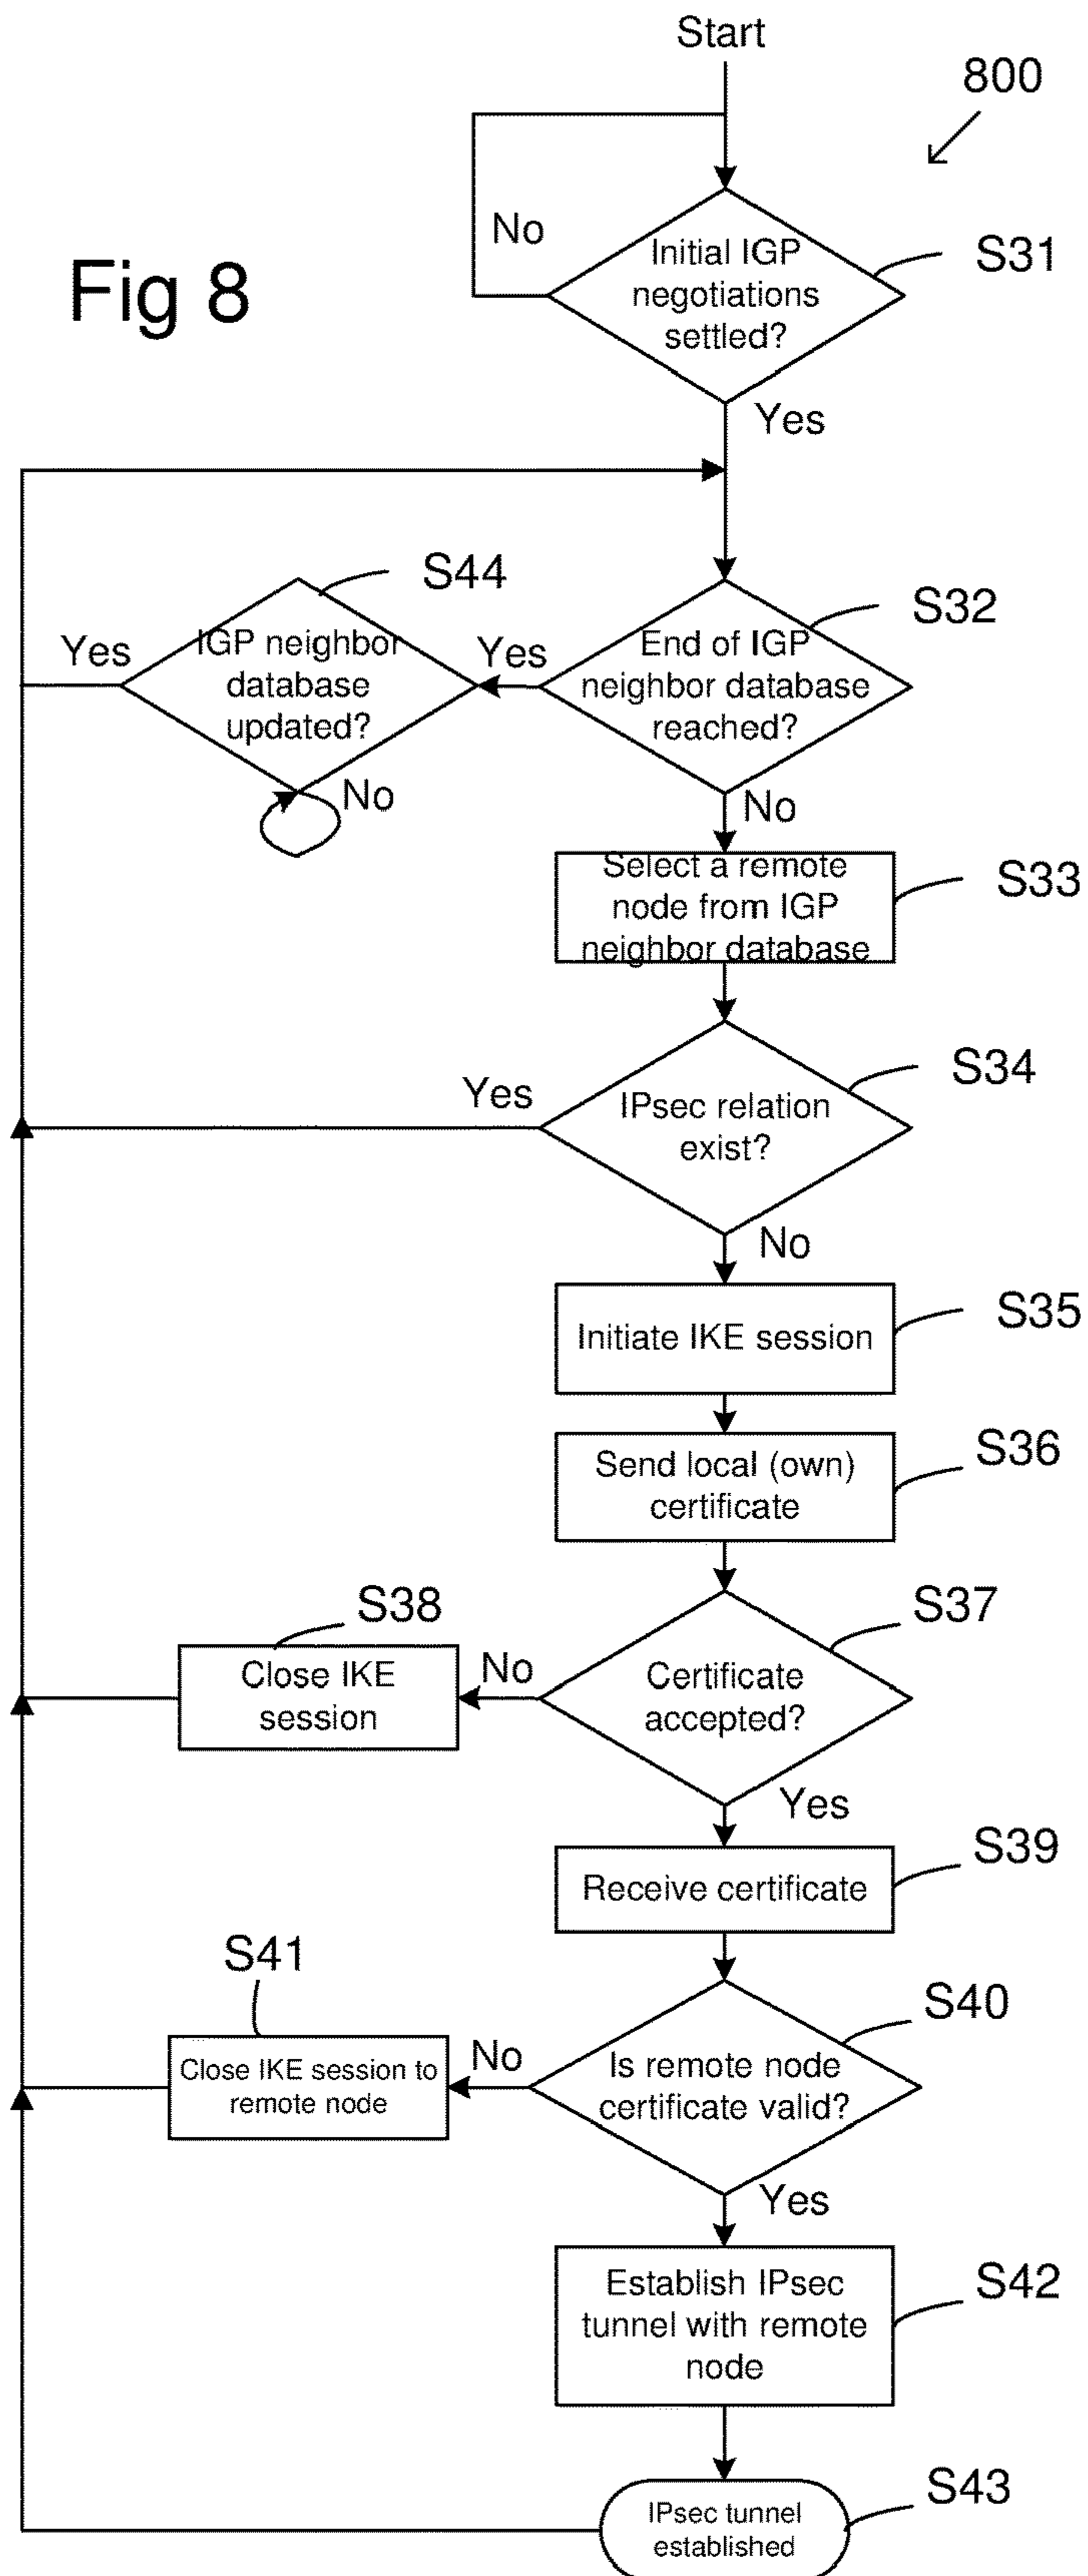 Start
800
Fig 8
No
Initial IGP
negotiations
settled?
S31
Yes
S44
S32
Yes
IGP neighbor
database
updated?
Yes
End of IGP
neighbor database
reached?
No
No
Select a remote
node from IGP
neighbor database
S33
S34
Yes
IPsec relation
exist?
No
Initiate IKE session
S35
Send local (own)
certificate
S36
S38
S37
Close IKE
session
No
Certificate
accepted?
Yes
Receive certificate
S39
S41
S40
Close IKE session to
remote node
No
Is remote node
certificate valid?
Yes
Establish IPsec
tunnel with remote
node
S42
S43
IPsec tunnel
established